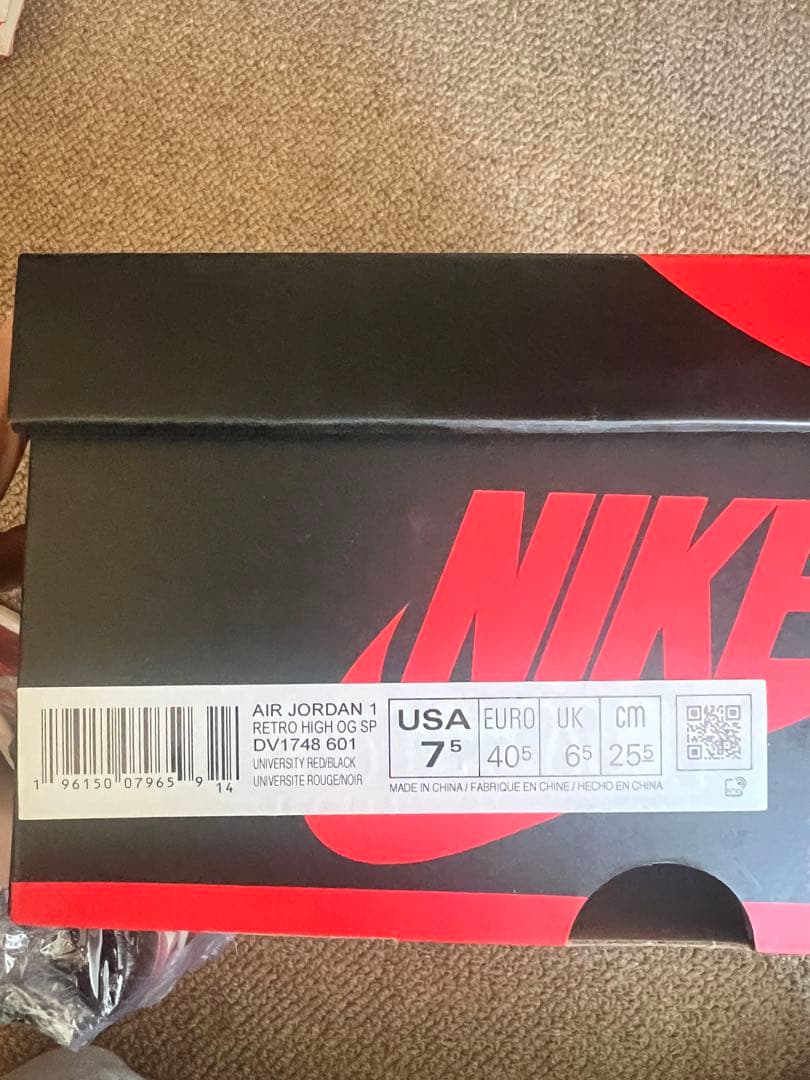 NIKE
AIR JORDAN 1
RETRO HIGH OG SP
DV1748 601
UNIVERSITY RED/BLACK
UNIVERSITE ROUGE/NOIR
1 96150 07965 9 14
USA EURO UK cm
7⁵ 40⁵ 6⁵ 25⁵
MADE IN CHINA / FABRIQUE EN CHINE / HECHO EN CHINA